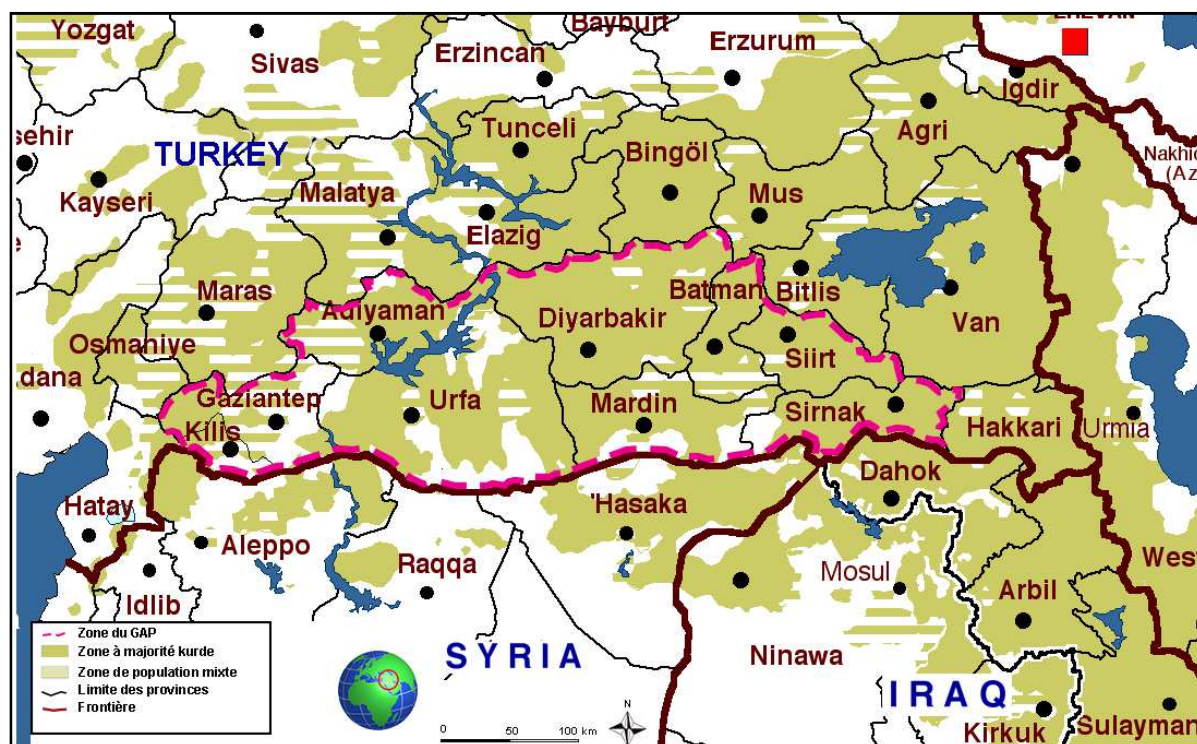 Yozgat
Sivas
Erzincan
Bayburt
Erzurum
EREVAN
Igdir
Agri
Nakhic
(Az
sehir
TURKEY
Kayseri
Malatya
Tunceli
Bingöl
Mus
Elazig
Maras
Adiyaman
Diyarbakir
Batman
Bitlis
Van
Osmaniye
dana
Gaziantep
Kilis
Urfa
Mardin
Siirt
Sirnak
Hakkari
Urmia
Hatay
Aleppo
Idlib
Raqqa
'Hasaka
Dahok
Mosul
Arbil
West
SYRIA
Ninawa
IRAQ
Kirkuk
Sulayman
Zone du GAP
Zone à majorité kurde
Zone de population mixte
Limite des provinces
Frontière
0 50 100 km
N